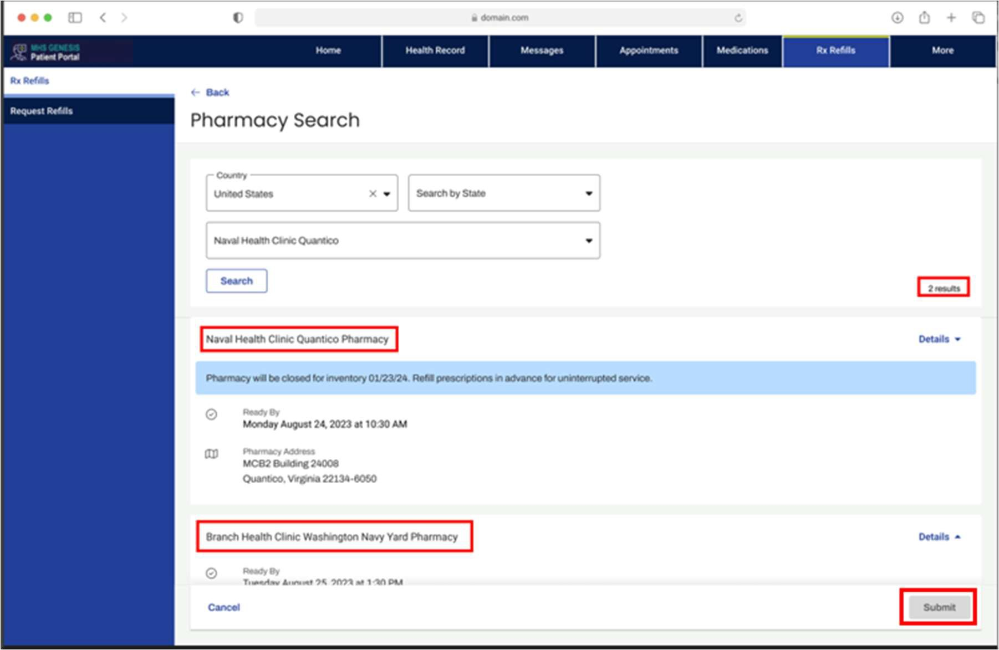 domain.com
MHS GENESIS
Patient Portal
Home
Health Record
Messages
Appointments
Medications
Rx Refills
More
Rx Refills
Request Refills
Back
Pharmacy Search
Country
United States
Search by State
Naval Health Clinic Quantico
Search
2 results
Naval Health Clinic Quantico Pharmacy
Details
Pharmacy will be closed for inventory 01/23/24. Refill prescriptions in advance for uninterrupted service.
Ready By
Monday August 24, 2023 at 10:30 AM
Pharmacy Address
MCB2 Building 24008
Quantico, Virginia 22134-6050
Branch Health Clinic Washington Navy Yard Pharmacy
Details
Ready By
Tuesday August 25, 2023 at 1:30 PM
Cancel
Submit